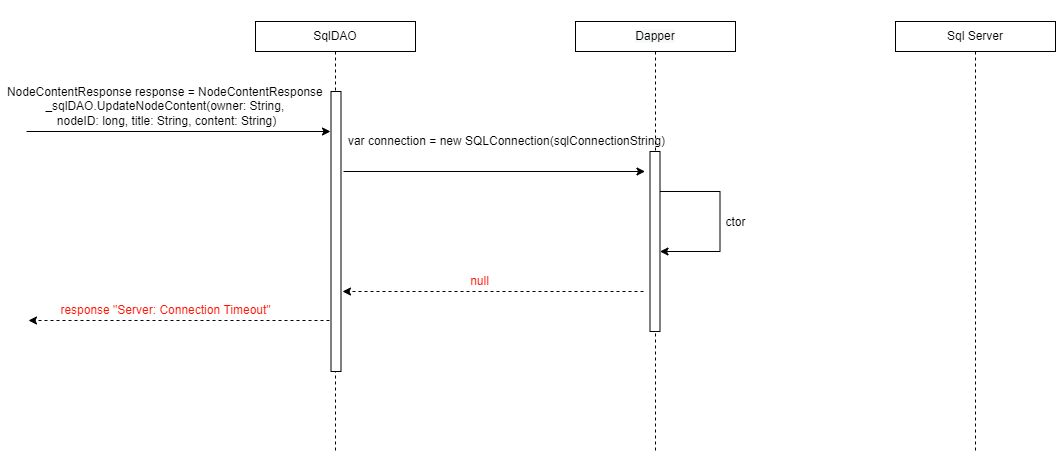 SqlDAO
Dapper
Sql Server
NodeContentResponse response = NodeContentResponse
_sqlDAO.UpdateNodeContent(owner: String,
nodeID: long, title: String, content: String)
var connection = new SQLConnection(sqlConnectionString)
ctor
null
response "Server: Connection Timeout"